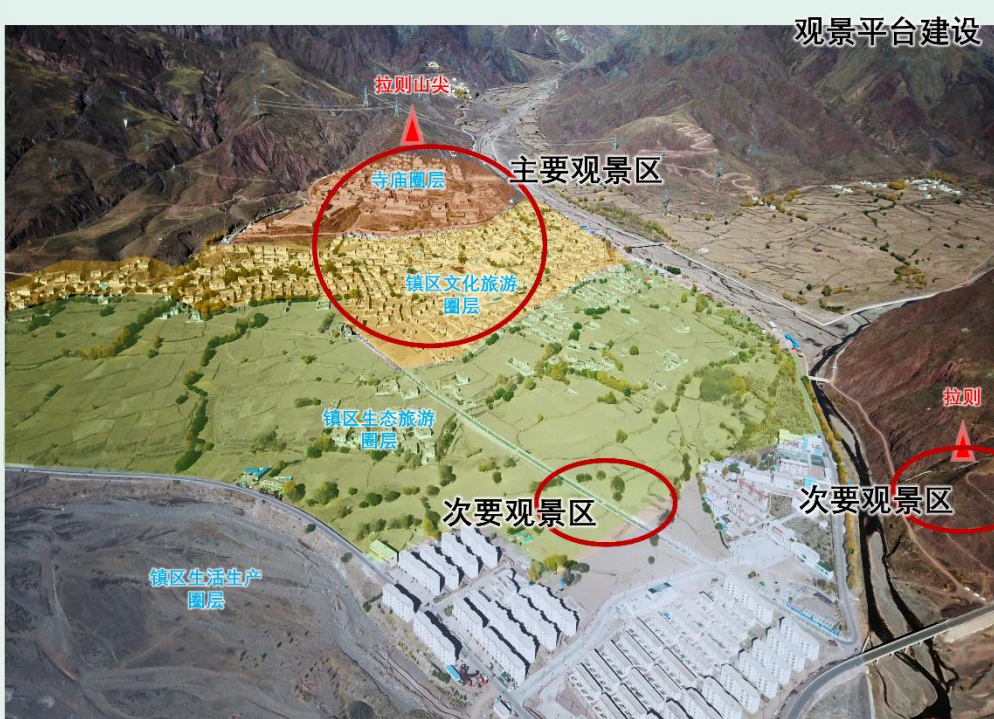 观景平台建设
拉则山尖
主要观景区
寺庙圈层
镇区文化旅游
圈层
拉则
镇区生态旅游
圈层
次要观景区
次要观景区
镇区生活生产
圈层